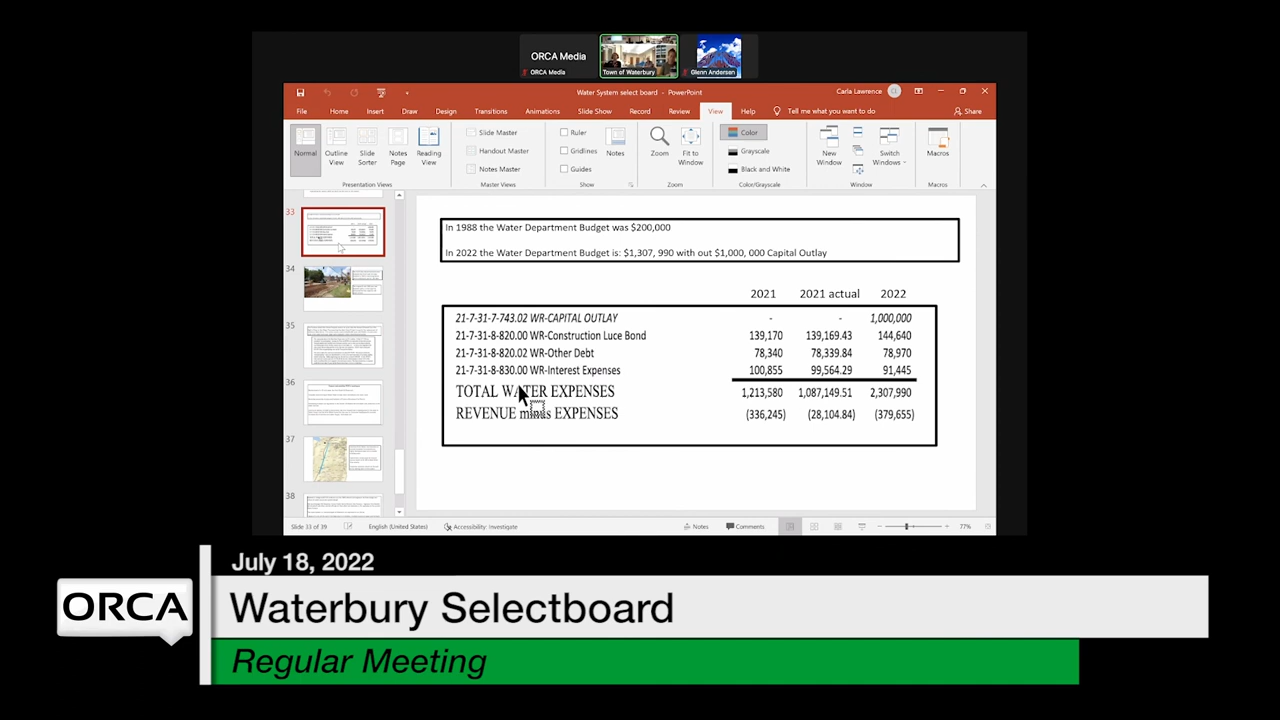 ORCA Media
ORCA Media
Town of Waterbury
Glenn Andersen
Water System select board - PowerPoint
Carla Lawrence
CL
File Home Insert Draw Design Transitions Animations Slide Show Record Review View Help Tell me what you want to do Share
Normal
Outline View
Slide Sorter
Notes Page
Reading View
Presentation Views
Slide Master
Handout Master
Notes Master
Master Views
Ruler
Gridlines
Guides
Show
Notes
Zoom
Fit to Window
Zoom
Color
Grayscale
Black and White
Color/Grayscale
New Window
Switch Windows
Window
Macros
Macros
33
34
35
36
37
38
In 1988 the Water Department Budget was $200,000
In 2022 the Water Department Budget is: $1,307, 990 with out $1,000, 000 Capital Outlay
2021 2021 actual 2022
21-7-31-7-743.02 WR-CAPITAL OUTLAY - - 1,000,000
21-7-31-8-820.00 WR-Construction Luce Bond 139,170 139,169.43 144,640
21-7-31-8-820.02 WR-Other Debt 78,340 78,339.84 78,970
21-7-31-8-830.00 WR-Interest Expenses 100,855 99,564.29 91,445
TOTAL WATER EXPENSES 1,213,580 1,087,149.51 2,307,990
REVENUE minus EXPENSES (336,245) (28,104.84) (379,655)
Slide 33 of 39 English (United States) Accessibility: Investigate Notes Comments 77%
July 18, 2022
ORCA
Waterbury Selectboard
Regular Meeting